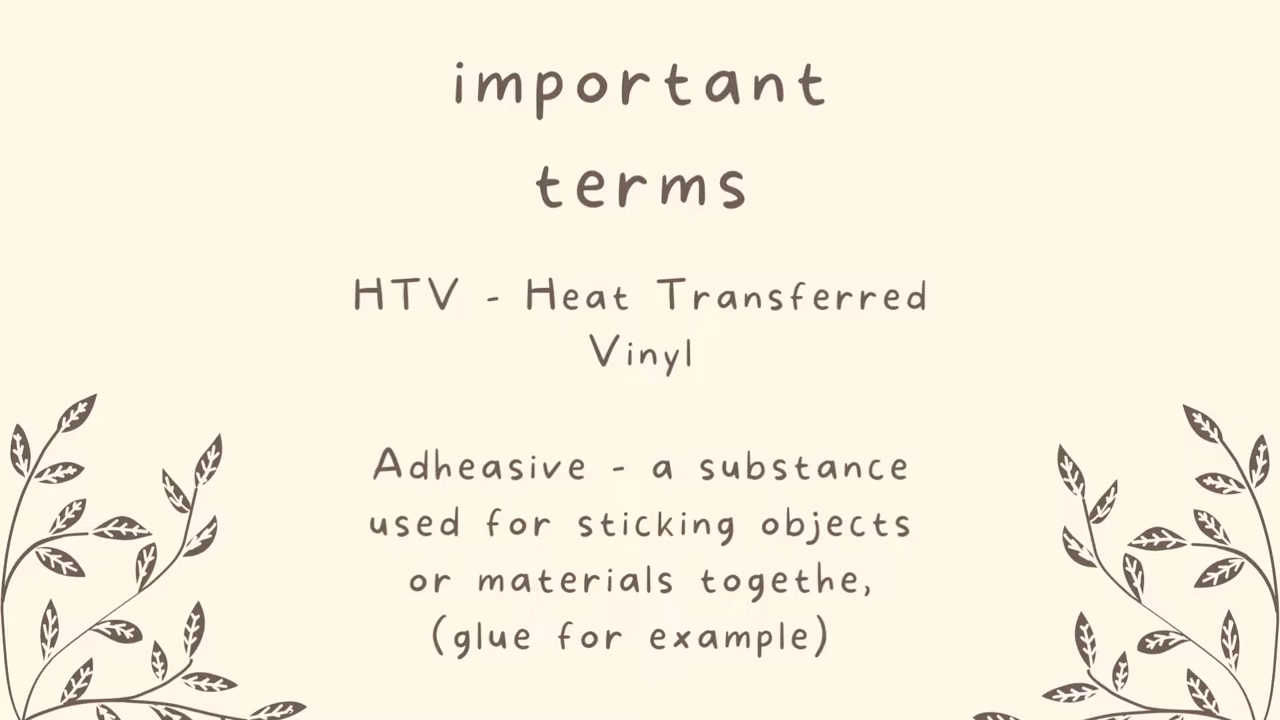 important
terms
HTV - Heat Transferred
Vinyl
Adheasive - a substance
used for sticking objects
or materials togethe,
(glue for example)